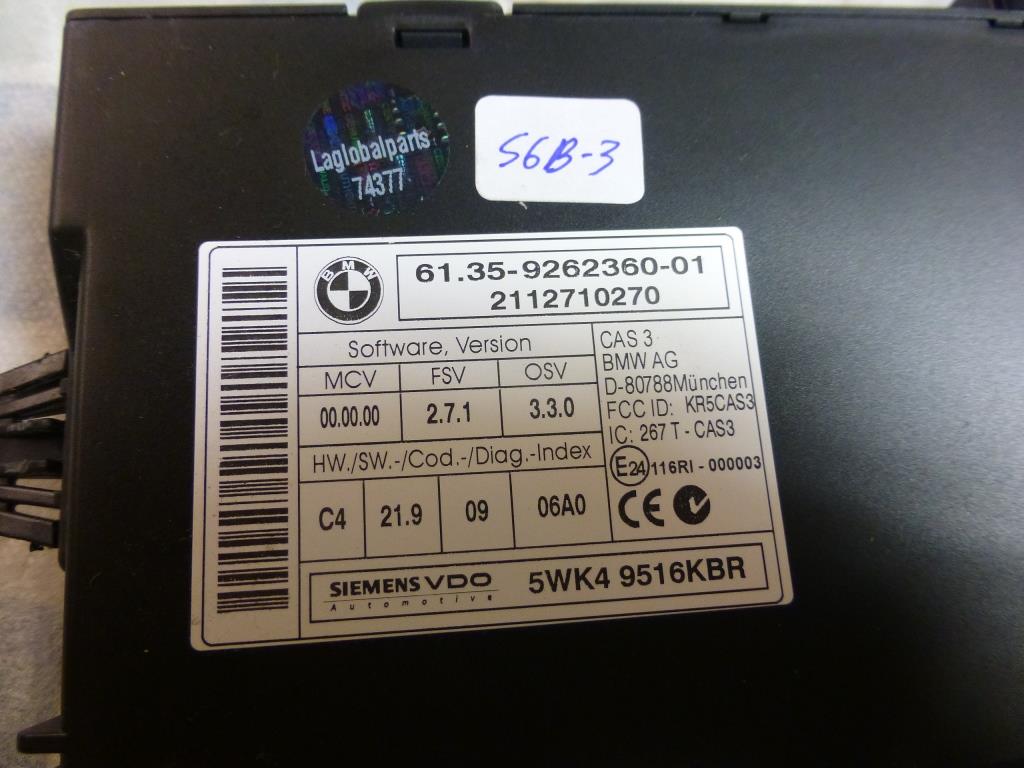 Laglobalparts
74377
56B-3
BMW
61.35-9262360-01
2112710270
Software, Version
MCV FSV OSV
00.00.00 2.7.1 3.3.0
HW./SW.-/Cod.-/Diag.-Index
C4 21.9 09 06A0
CAS 3
BMW AG
D-80788München
FCC ID: KR5CAS3
IC: 267 T - CAS3
E24 116RI - 000003
CE
SIEMENS VDO
Automotive
5WK4 9516KBR